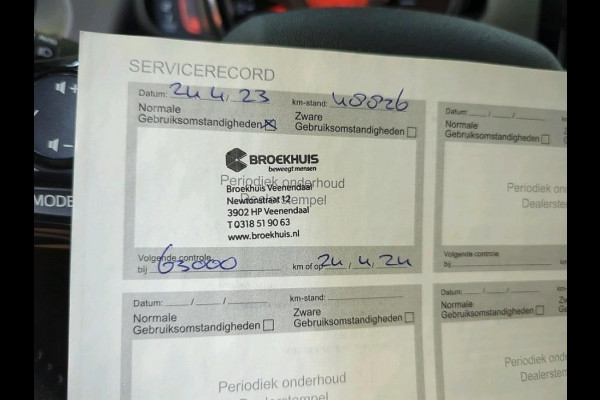 SERVICERECORD
Datum: 24, 4, 23 km-stand: 48826
Normale Gebruiksomstandigheden ☒ Zware Gebruiksomstandigheden ☐
BROEKHUIS
beweegt mensen
Periodiek onderhoud
Dealerstempel
Broekhuis Veenendaal
Newtonstraat 12
3902 HP Veenendaal
T 0318 51 90 63
www.broekhuis.nl
Volgende controle
bij 63000 km of op 24, 4, 24
Datum: / /
Normale
Gebruiksomstandigheden
Periodiek
Dealerstempel
Volgende controle
bij
Datum: / / km-stand:
Normale Gebruiksomstandigheden Zware Gebruiksomstandigheden
Periodiek onderhoud
Dealerstempel
Datum: / /
Normale
Gebruiksomstandigheden
Periodiek
Dealerstempel
MODE